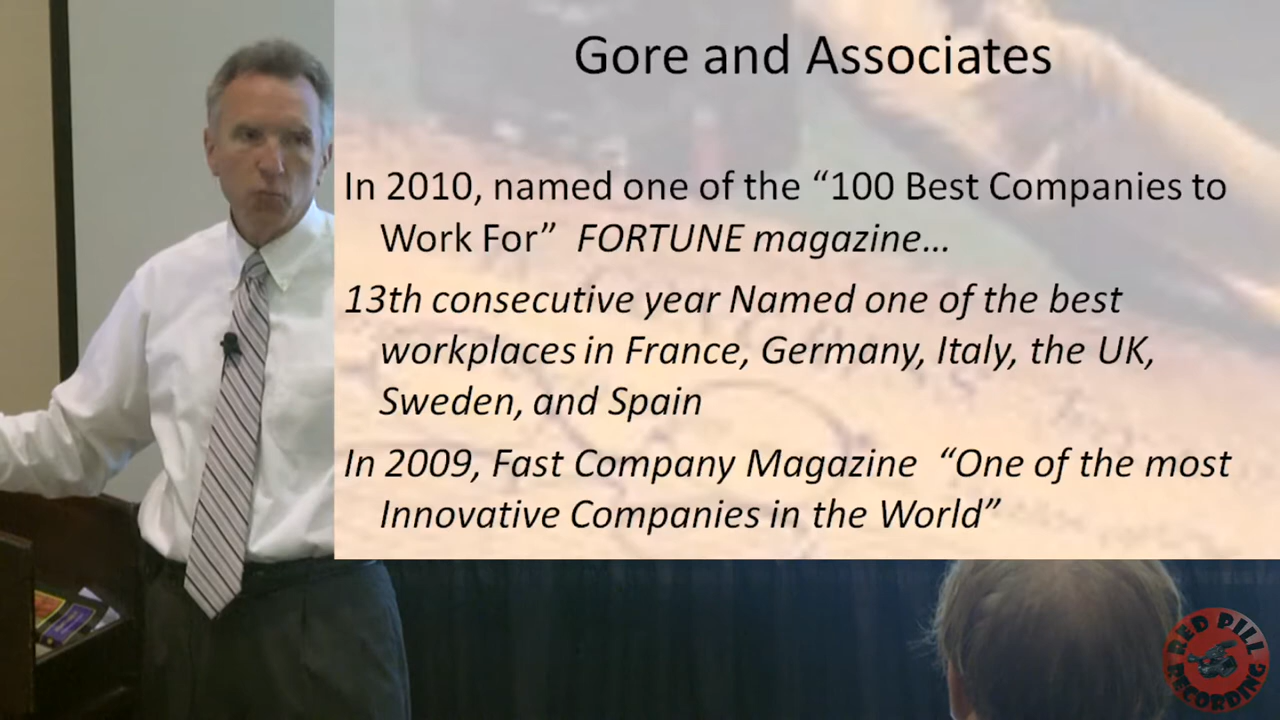 Gore and Associates
In 2010, named one of the “100 Best Companies to
Work For” FORTUNE magazine...
13th consecutive year Named one of the best
workplaces in France, Germany, Italy, the UK,
Sweden, and Spain
In 2009, Fast Company Magazine “One of the most
Innovative Companies in the World”
RED PILL
RECORDING